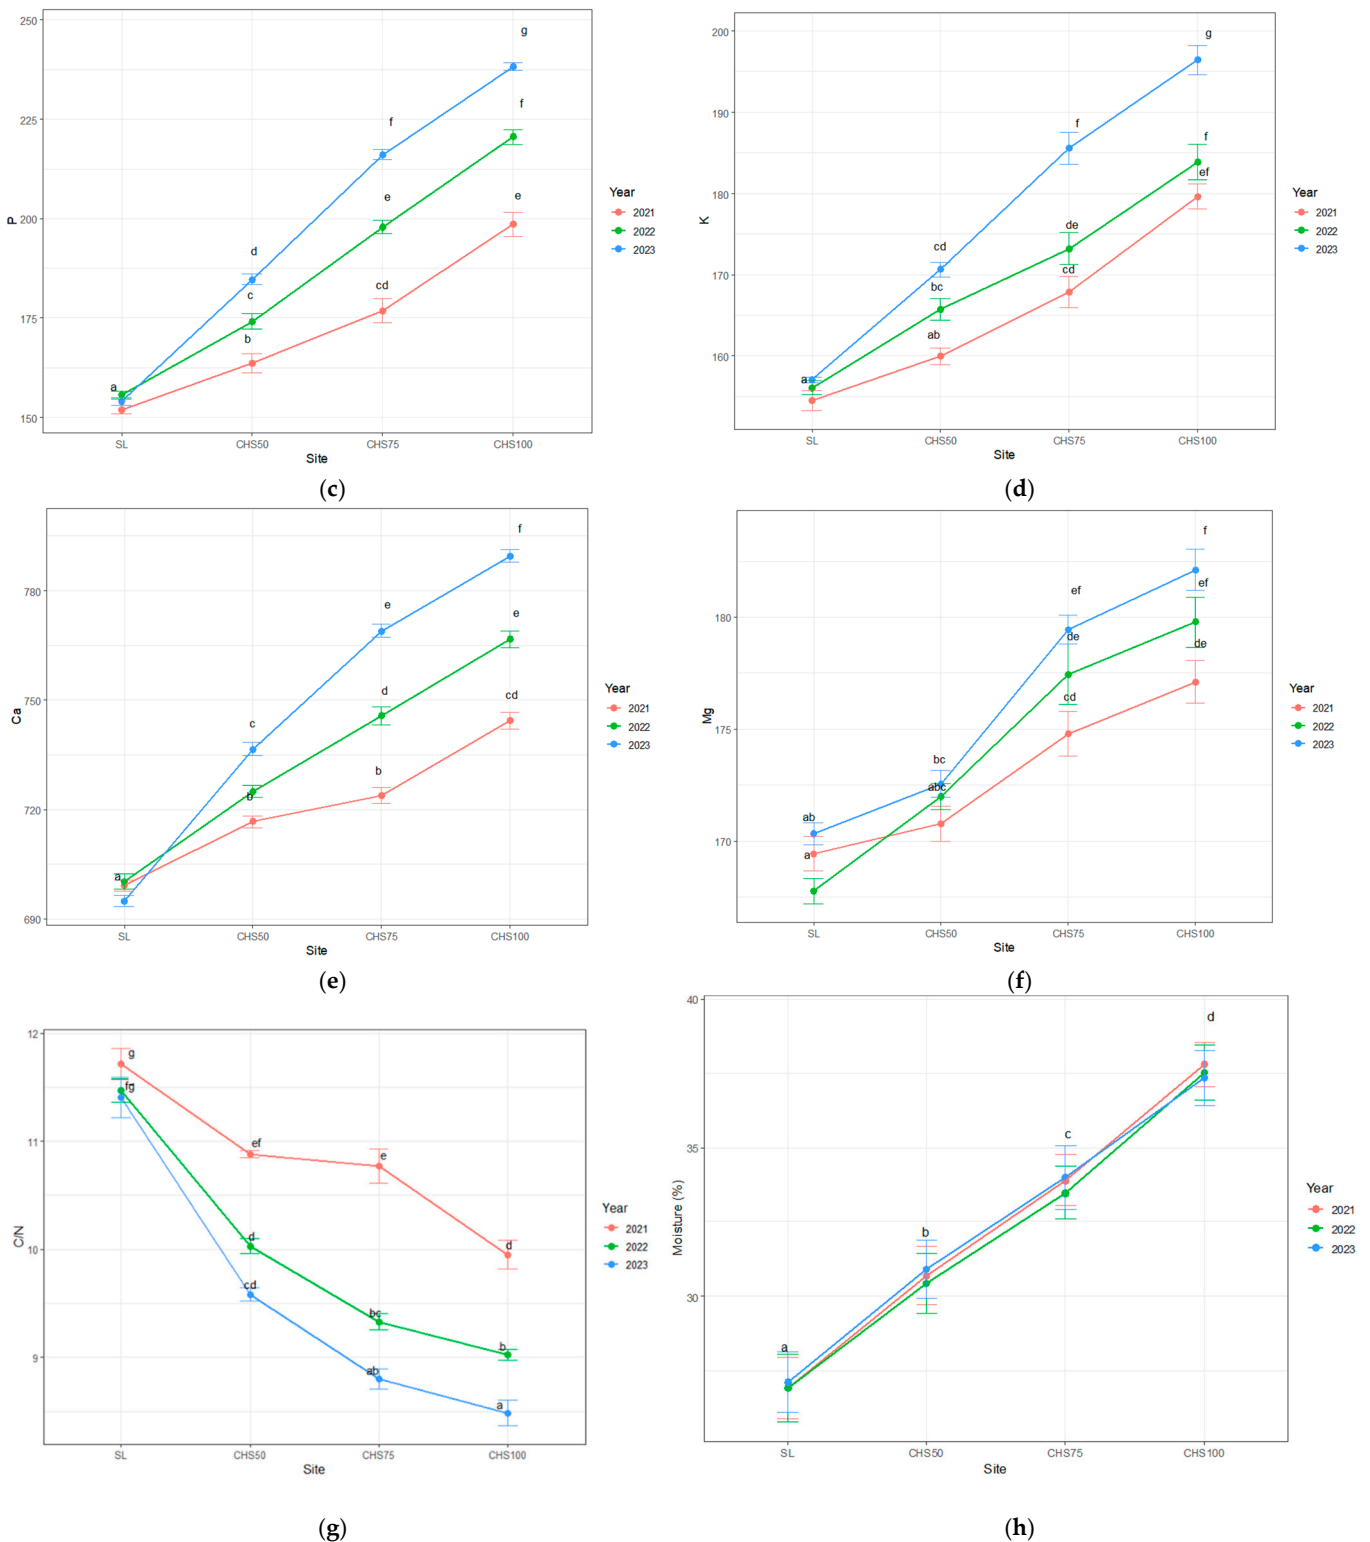 250
225
200
175
150
P
g
f
f
e
e
d
cd
c
b
a
SL
CHS50
CHS75
CHS100
Site
Year
2021
2022
2023
(c)
200
190
180
170
160
K
g
f
f
ef
de
cd
cd
bc
ab
a
SL
CHS50
CHS75
CHS100
Site
Year
2021
2022
2023
(d)
780
750
720
690
Ca
f
e
e
d
cd
c
b
b
a
SL
CHS50
CHS75
CHS100
Site
Year
2021
2022
2023
(e)
180
175
170
Mg
f
ef
ef
de
de
cd
bc
abc
ab
a
SL
CHS50
CHS75
CHS100
Site
Year
2021
2022
2023
(f)
12
11
10
9
C/N
g
fg
ef
e
d
d
cd
bc
b
ab
a
SL
CHS50
CHS75
CHS100
Site
Year
2021
2022
2023
(g)
40
35
30
Moisture (%)
d
c
b
a
SL
CHS50
CHS75
CHS100
Site
Year
2021
2022
2023
(h)